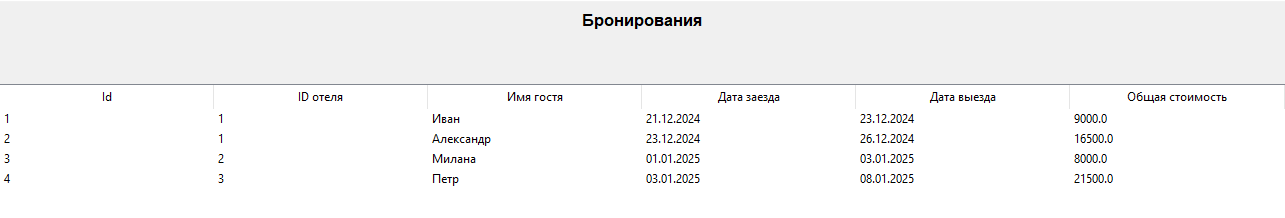 Бронирования
Id ID отеля Имя гостя Дата заезда Дата выезда Общая стоимость
1 1 Иван 21.12.2024 23.12.2024 9000.0
2 1 Александр 23.12.2024 26.12.2024 16500.0
3 2 Милана 01.01.2025 03.01.2025 8000.0
4 3 Петр 03.01.2025 08.01.2025 21500.0